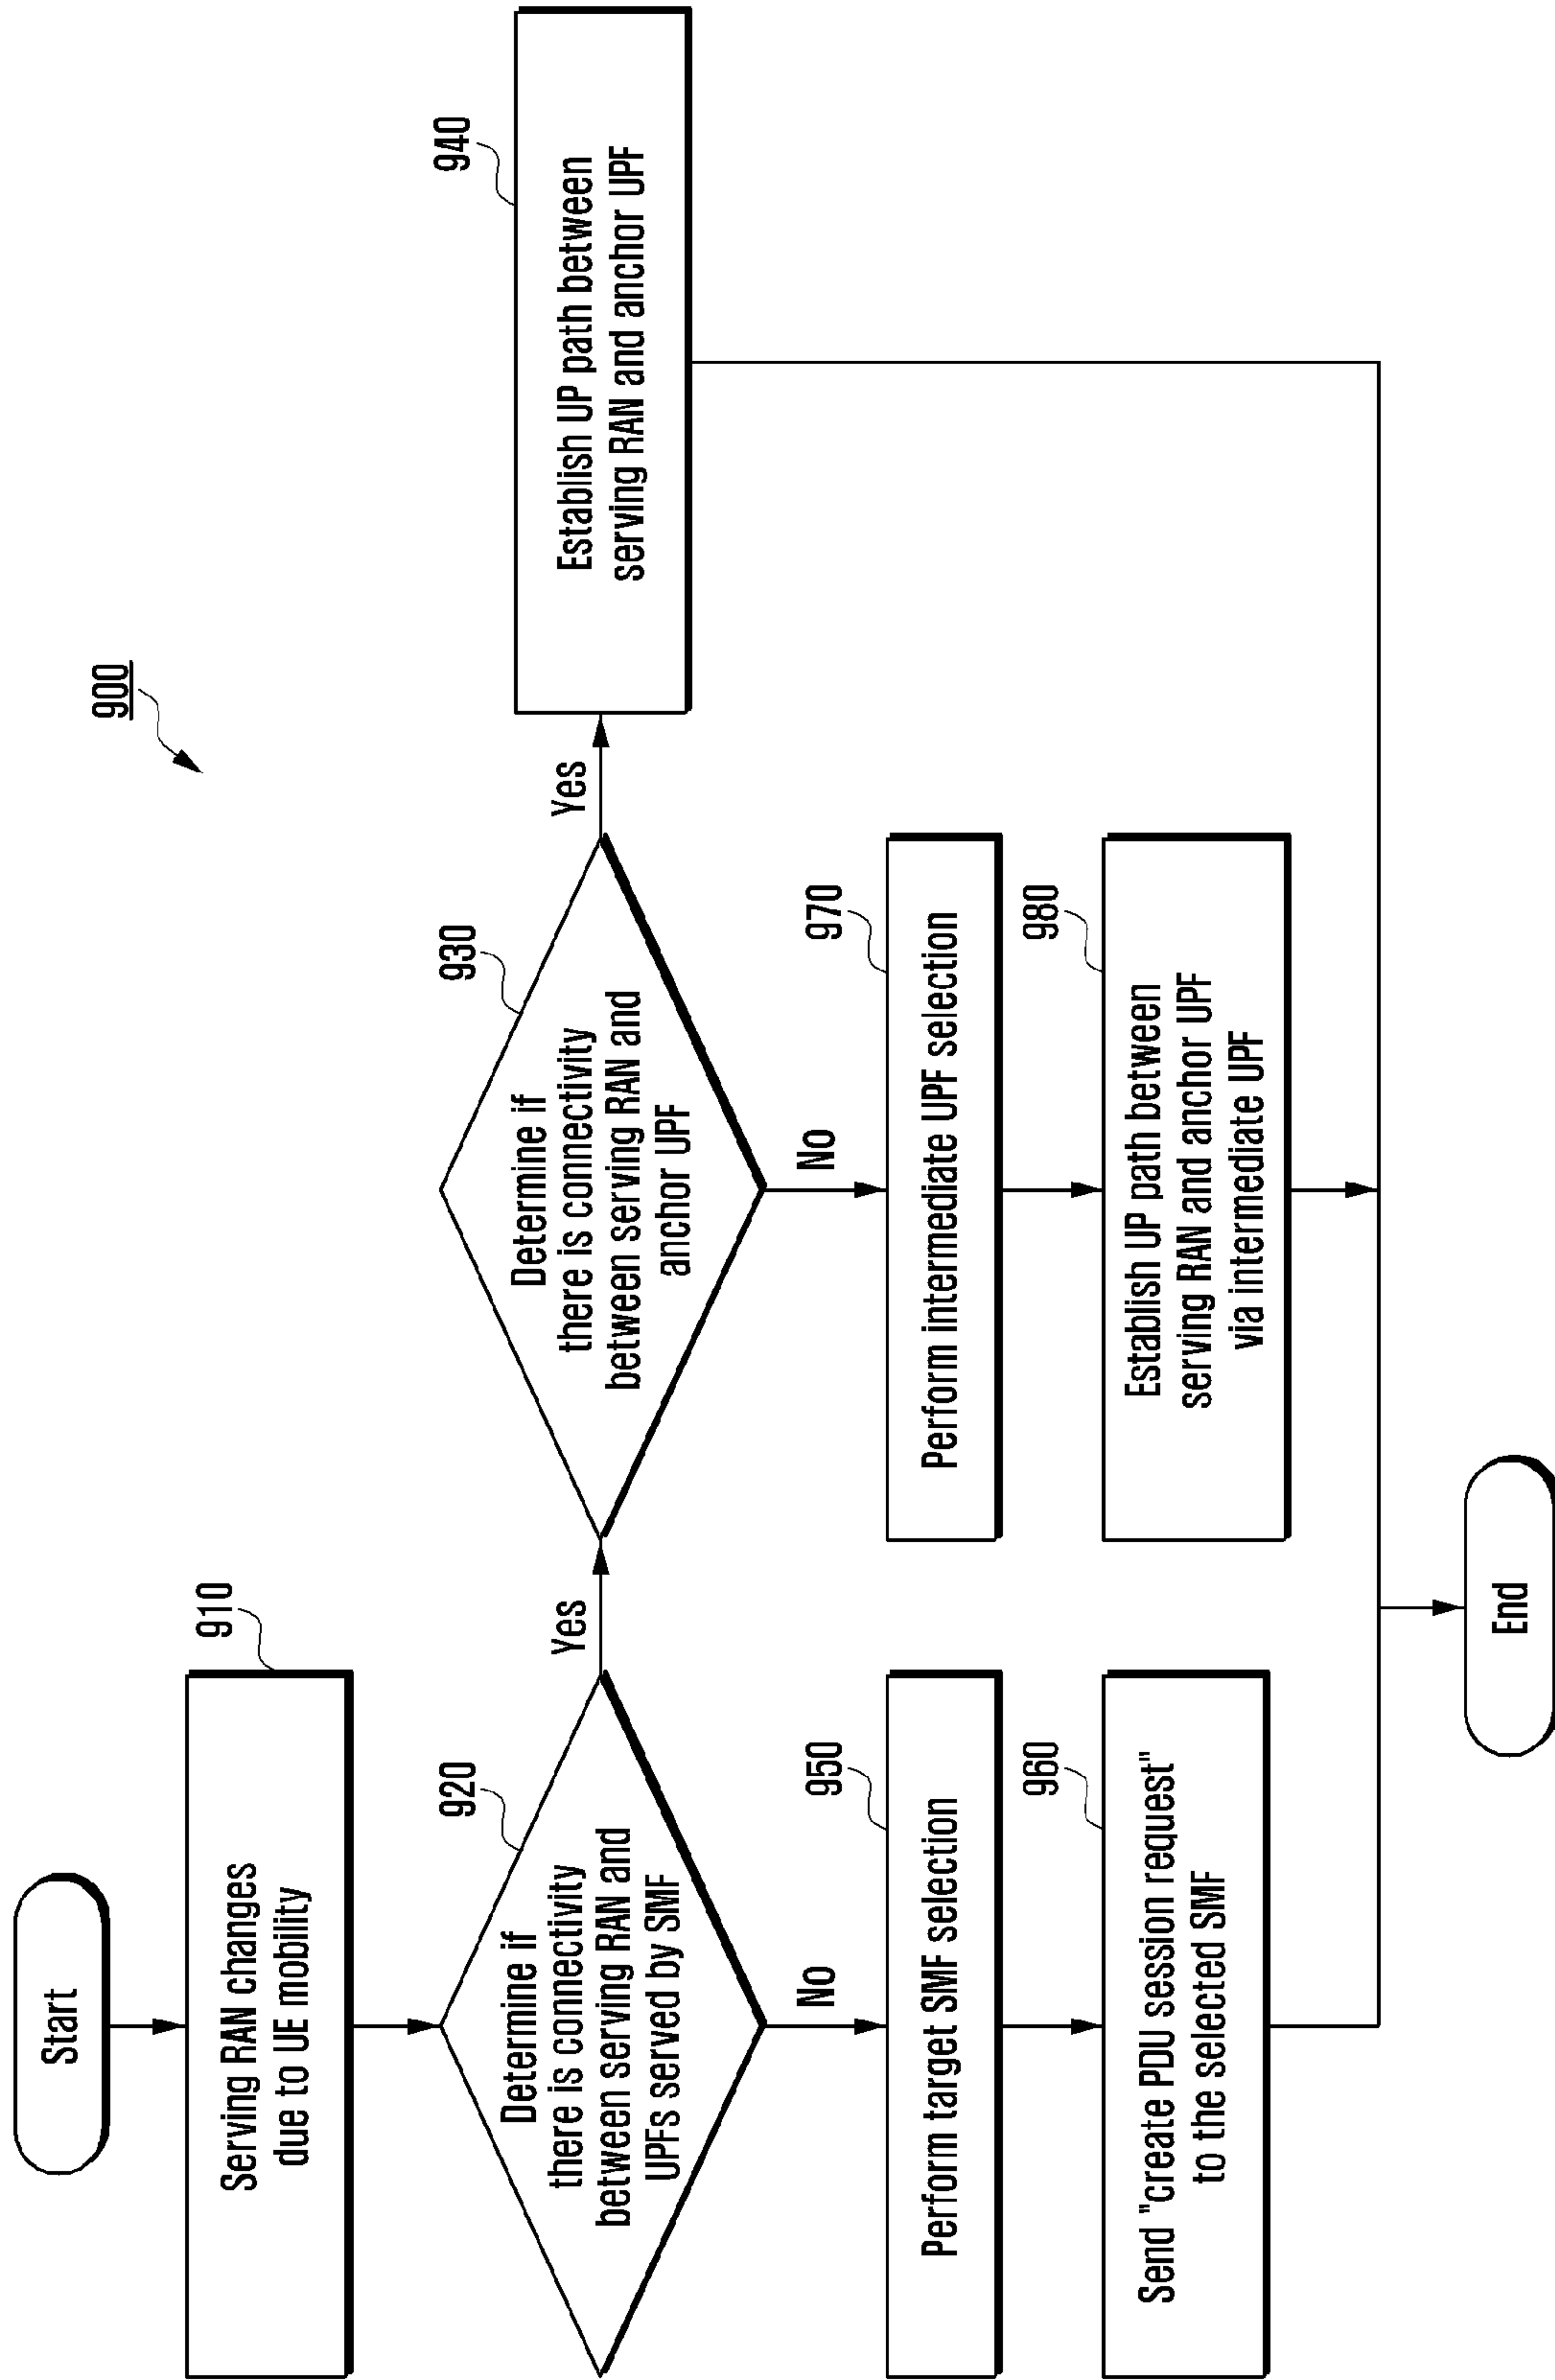 900
Start
910
Serving RAN changes
due to UE mobility
920
Determine if
there is connectivity
between serving RAN and
UPFs served by SMF
Yes
No
930
Determine if
there is connectivity
between serving RAN and
anchor UPF
Yes
No
940
Establish UP path between
serving RAN and anchor UPF
950
Perform target SMF selection
960
Send "create PDU session request"
to the selected SMF
970
Perform intermediate UPF selection
980
Establish UP path between
serving RAN and anchor UPF
via intermediate UPF
End